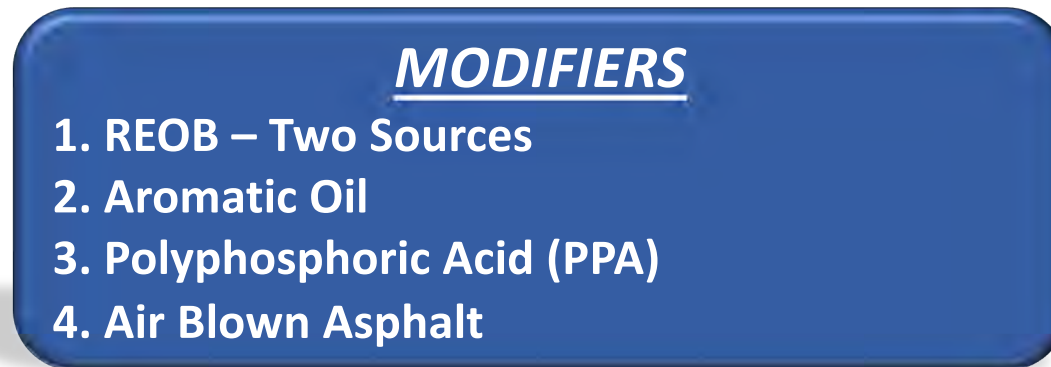 MODIFIERS
1. REOB – Two Sources
2. Aromatic Oil
3. Polyphosphoric Acid (PPA)
4. Air Blown Asphalt